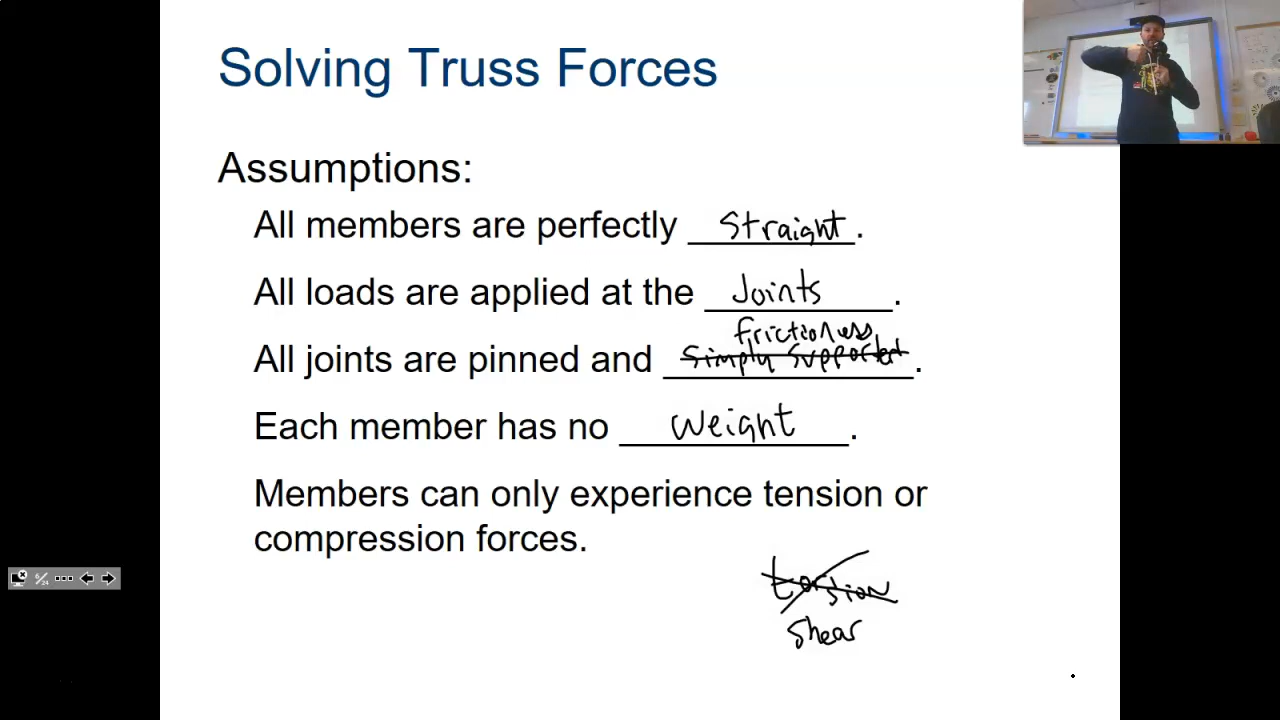 Solving Truss Forces
Assumptions:
All members are perfectly Straight.
All loads are applied at the Joints.
frictionless
All joints are pinned and Simply Supported.
Each member has no Weight.
Members can only experience tension or
compression forces.
6/24
torsion
Shear